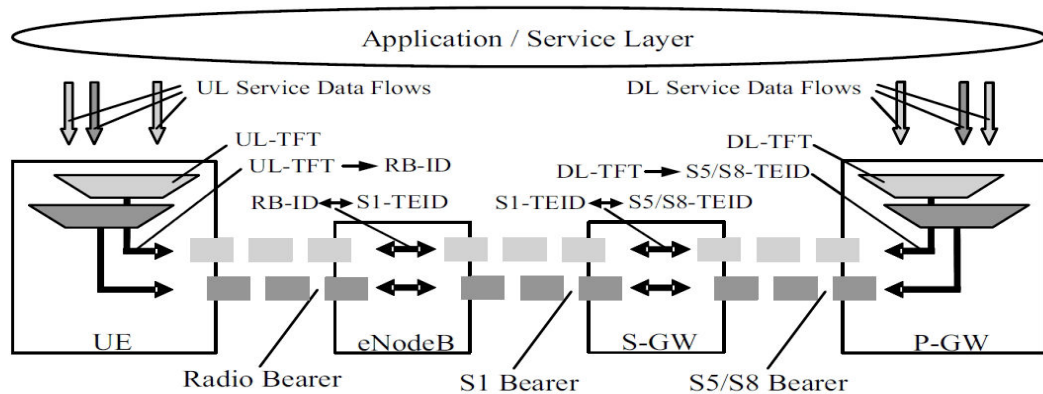 Application / Service Layer
UL Service Data Flows
DL Service Data Flows
UL-TFT
DL-TFT
UL-TFT → RB-ID
DL-TFT → S5/S8-TEID
RB-ID ↔ S1-TEID
S1-TEID ↔ S5/S8-TEID
UE
eNodeB
S-GW
P-GW
Radio Bearer
S1 Bearer
S5/S8 Bearer